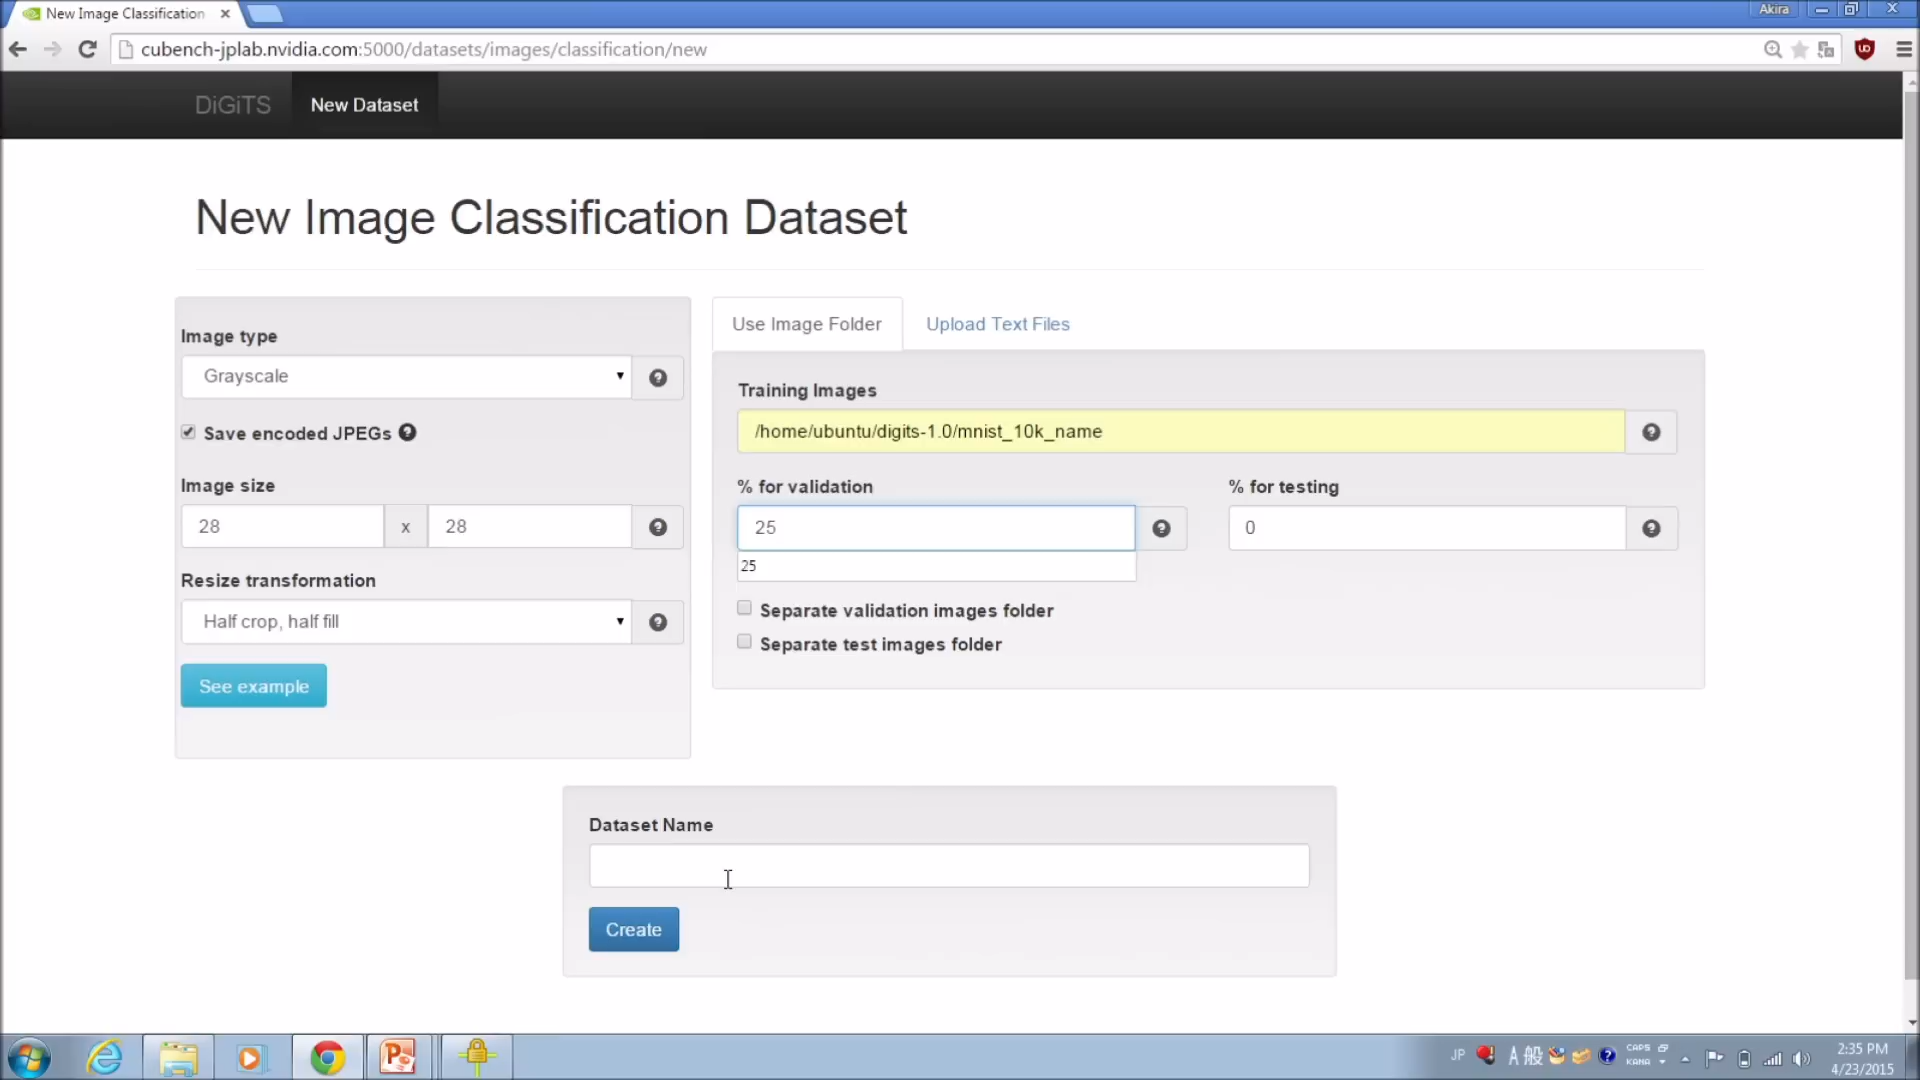 New Image Classification
Akira
cubench-jplab.nvidia.com:5000/datasets/images/classification/new
DiGiTS
New Dataset
New Image Classification Dataset
Image type
Grayscale
Save encoded JPEGs
Image size
28
x
28
Resize transformation
Half crop, half fill
See example
Use Image Folder
Upload Text Files
Training Images
/home/ubuntu/digits-1.0/mnist_10k_name
% for validation
% for testing
25
0
25
Separate validation images folder
Separate test images folder
Dataset Name
Create
JP
A 般
CAPS
KANA
2:35 PM
4/23/2015